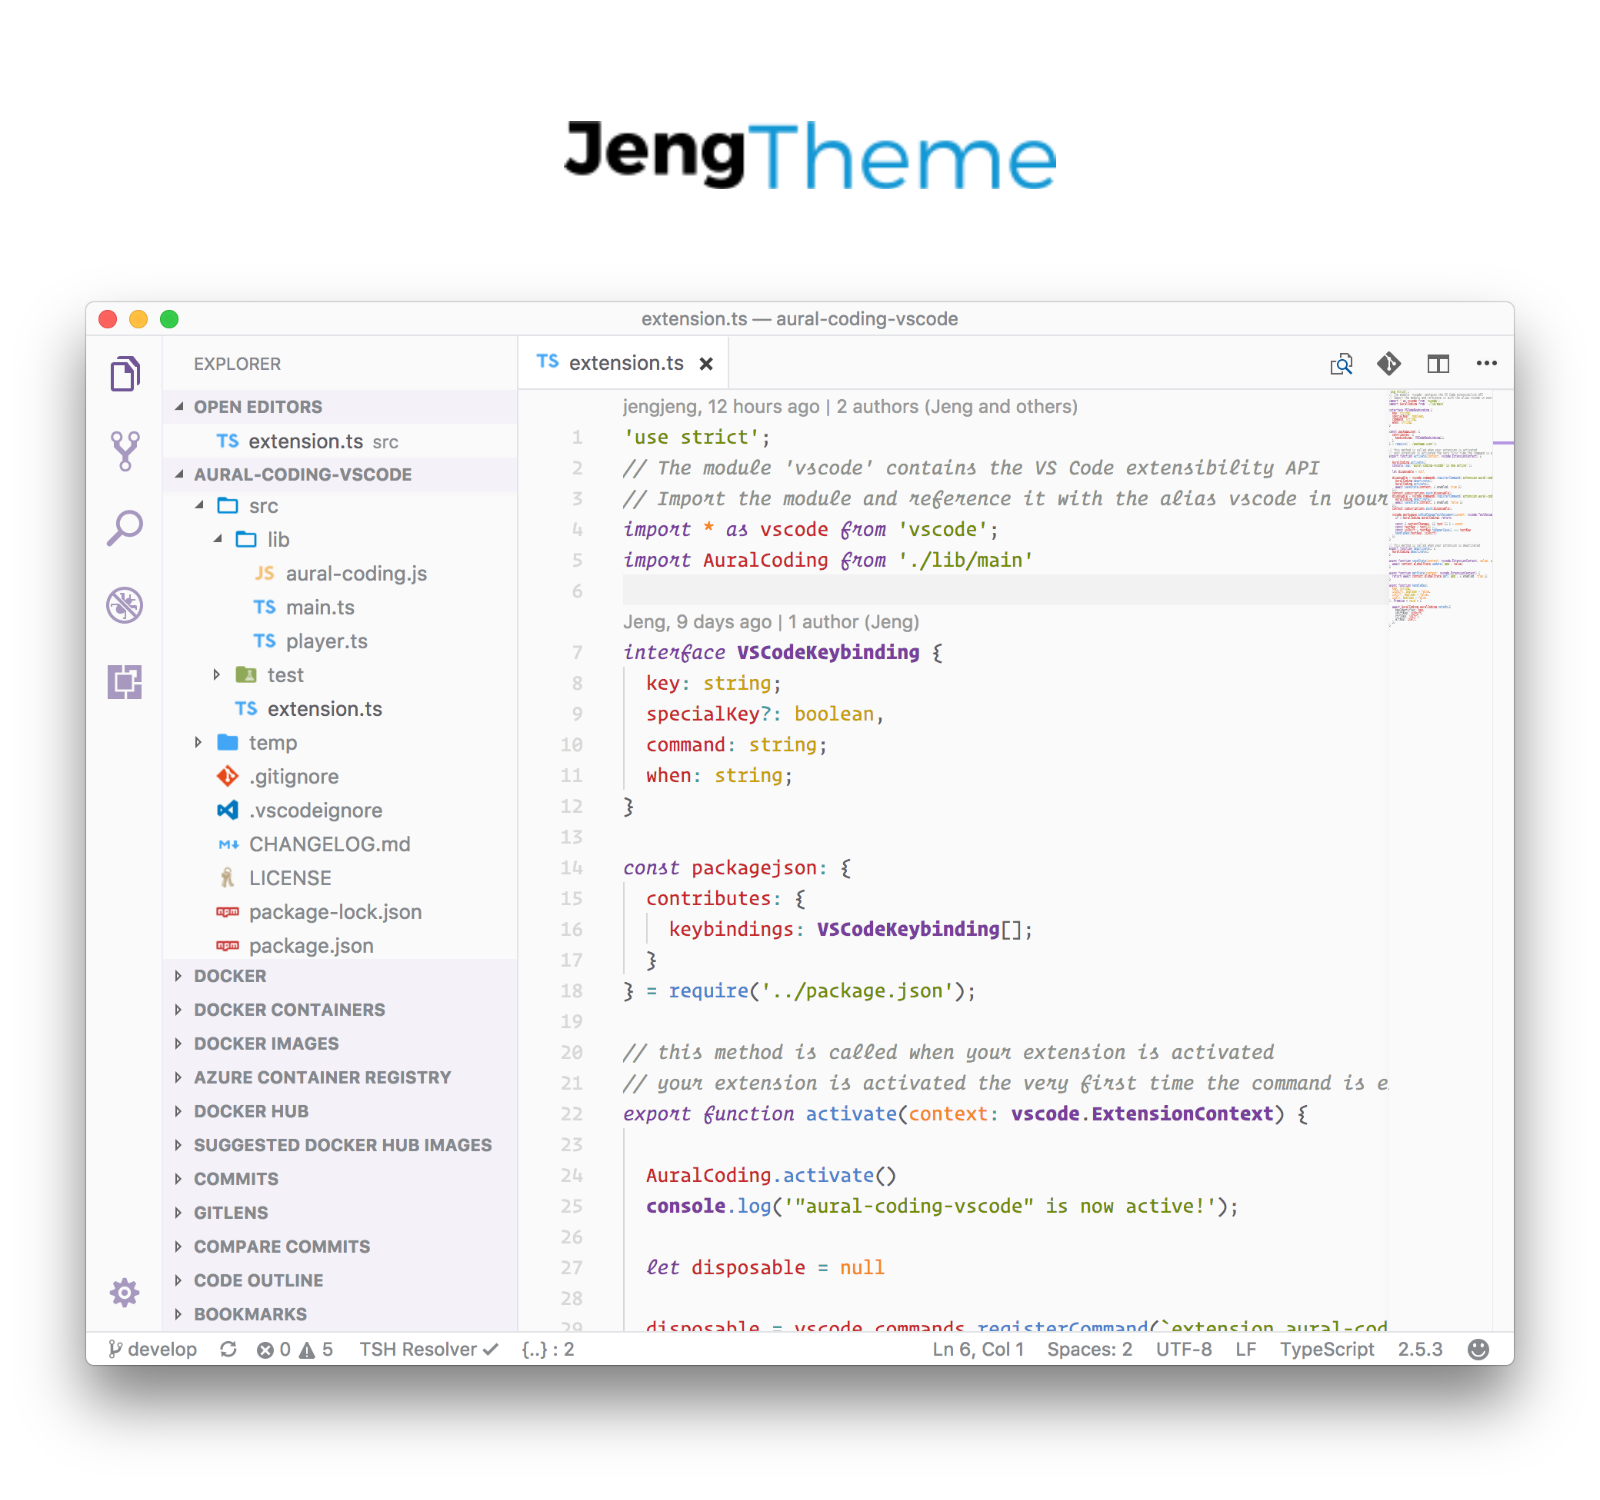 JengTheme
extension.ts — aural-coding-vscode
EXPLORER
OPEN EDITORS
TS extension.ts src
AURAL-CODING-VSCODE
src
lib
JS aural-coding.js
TS main.ts
TS player.ts
test
TS extension.ts
temp
.gitignore
.vscodeignore
M↓ CHANGELOG.md
LICENSE
npm package-lock.json
npm package.json
DOCKER
DOCKER CONTAINERS
DOCKER IMAGES
AZURE CONTAINER REGISTRY
DOCKER HUB
SUGGESTED DOCKER HUB IMAGES
COMMITS
GITLENS
COMPARE COMMITS
CODE OUTLINE
BOOKMARKS
TS extension.ts ×
jengjeng, 12 hours ago | 2 authors (Jeng and others)
1 'use strict';
2 // The module 'vscode' contains the VS Code extensibility API
3 // Import the module and reference it with the alias vscode in your
4 import * as vscode from 'vscode';
5 import AuralCoding from './lib/main'
6
Jeng, 9 days ago | 1 author (Jeng)
7 interface VSCodeKeybinding {
8 key: string;
9 specialKey?: boolean,
10 command: string;
11 when: string;
12 }
13
14 const packagejson: {
15 contributes: {
16 keybindings: VSCodeKeybinding[];
17 }
18 } = require('../package.json');
19
20 // this method is called when your extension is activated
21 // your extension is activated the very first time the command is e
22 export function activate(context: vscode.ExtensionContext) {
23
24 AuralCoding.activate()
25 console.log('"aural-coding-vscode" is now active!');
26
27 let disposable = null
28
29 disposable = vscode.commands.registerCommand(`extension.aural-cod
develop 0 5 TSH Resolver ✓ {..} : 2 Ln 6, Col 1 Spaces: 2 UTF-8 LF TypeScript 2.5.3